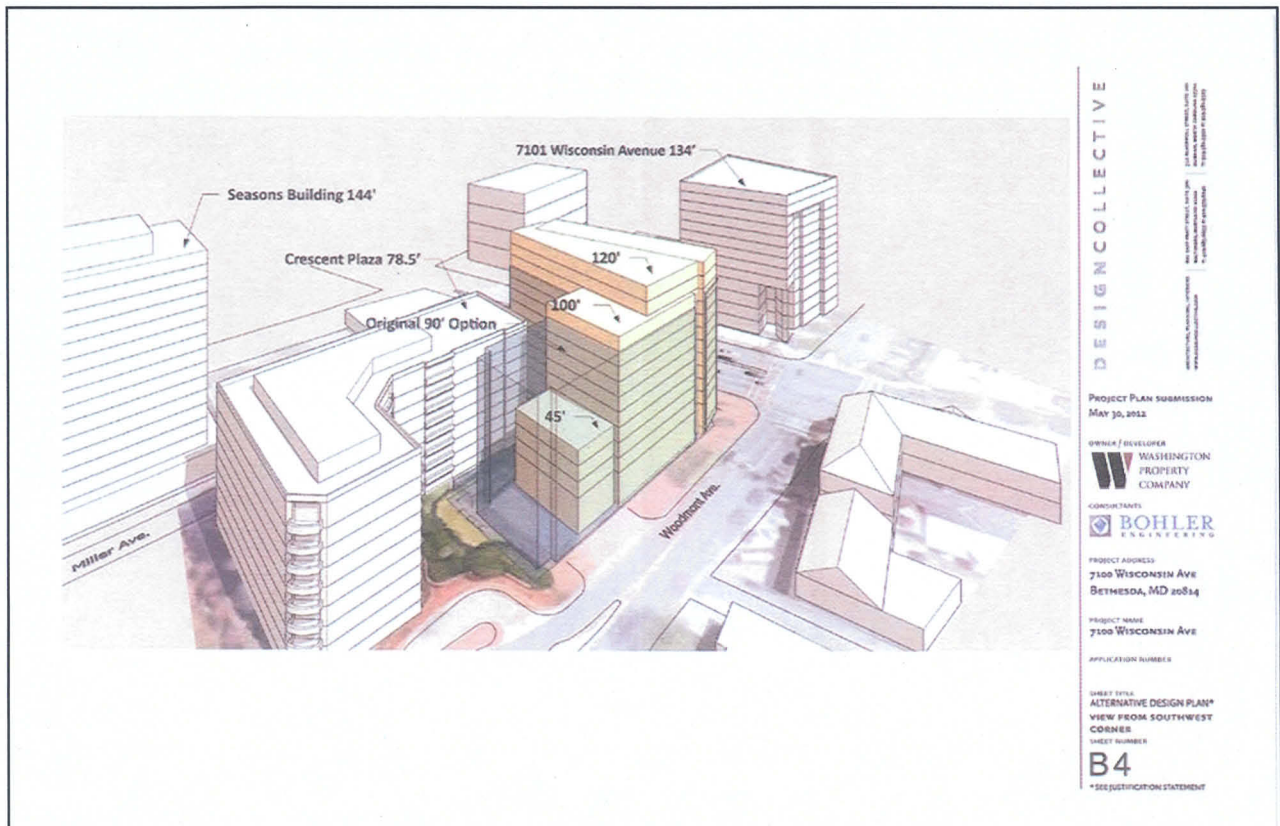 7101 Wisconsin Avenue 134'
Seasons Building 144'
Crescent Plaza 78.5'
120'
100'
Original 90' Option
45'
Woodmont Ave.
Miller Ave.
DESIGNCOLLECTIVE
PROJECT PLAN SUBMISSION
MAY 30, 2012
OWNER / DEVELOPER
WASHINGTON
PROPERTY
COMPANY
CONSULTANTS
BOHLER
ENGINEERING
PROJECT ADDRESS
7100 WISCONSIN AVE
BETHESDA, MD 20814
PROJECT NAME
7100 WISCONSIN AVE
APPLICATION NUMBER
SHEET TITLE
ALTERNATIVE DESIGN PLAN*
VIEW FROM SOUTHWEST
CORNER
SHEET NUMBER
B4
*SEE JUSTIFICATION STATEMENT